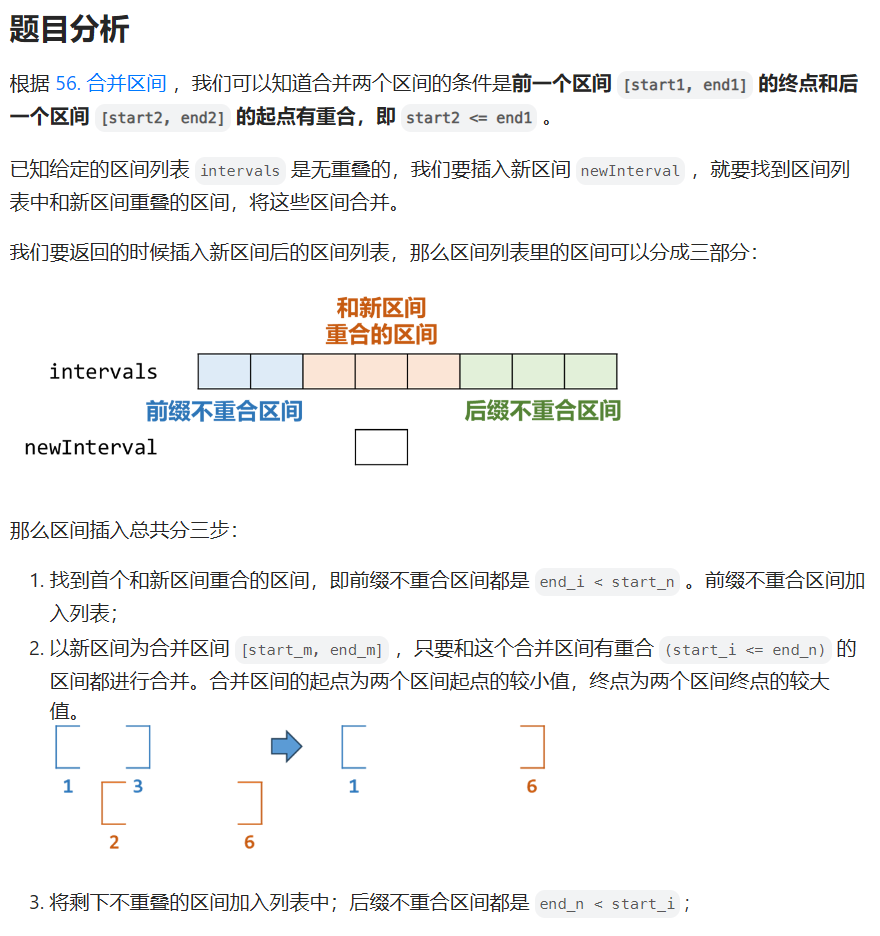 题目分析
根据 56. 合并区间 ，我们可以知道合并两个区间的条件是前一个区间 [start1, end1] 的终点和后
一个区间 [start2, end2] 的起点有重合，即 start2 <= end1 。
已知给定的区间列表 intervals 是无重叠的，我们要插入新区间 newInterval ，就要找到区间列
表中和新区间重叠的区间，将这些区间合并。
我们要返回的时候插入新区间后的区间列表，那么区间列表里的区间可以分成三部分：
和新区间
重合的区间
intervals
前缀不重合区间 后缀不重合区间
newInterval
那么区间插入总共分三步：
1. 找到首个和新区间重合的区间，即前缀不重合区间都是 end_i < start_n 。前缀不重合区间加
入列表；
2. 以新区间为合并区间 [start_m, end_m] ，只要和这个合并区间有重合 (start_i <= end_n) 的
区间都进行合并。合并区间的起点为两个区间起点的较小值，终点为两个区间终点的较大
值。
1 3 1 6
2 6
3. 将剩下不重叠的区间加入列表中；后缀不重合区间都是 end_n < start_i ；